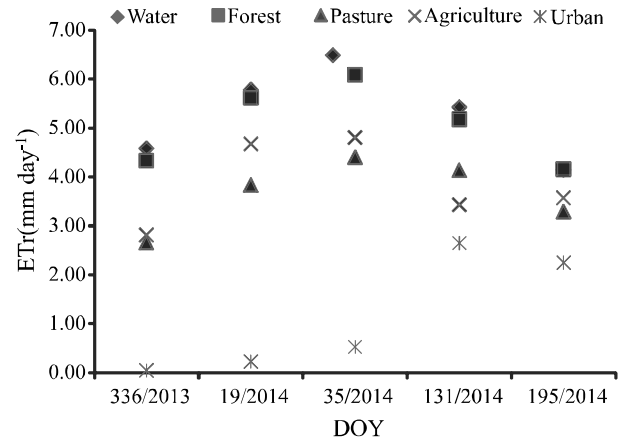 Water Forest Pasture Agriculture Urban
7.00
6.00
5.00
4.00
3.00
2.00
1.00
0.00
ETr(mm day-1)
336/2013 19/2014 35/2014 131/2014 195/2014
DOY